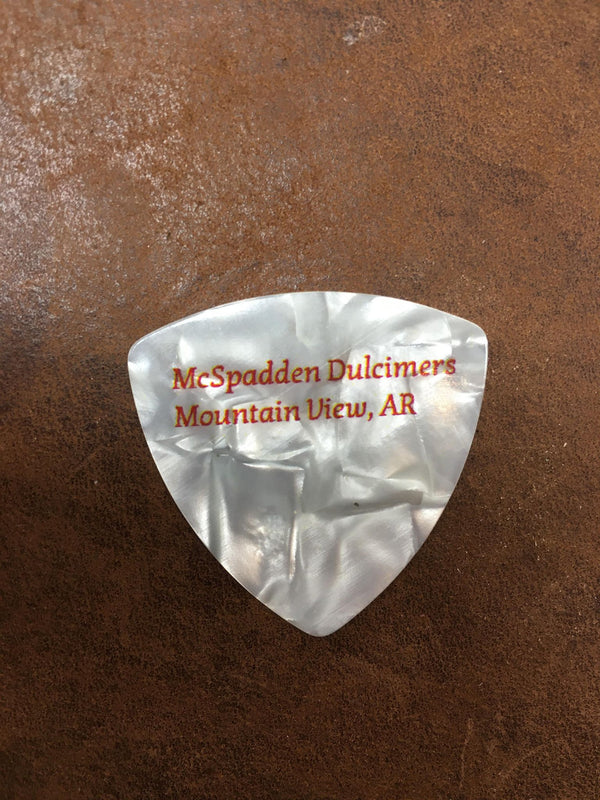 McSpadden Dulcimers
Mountain View, AR